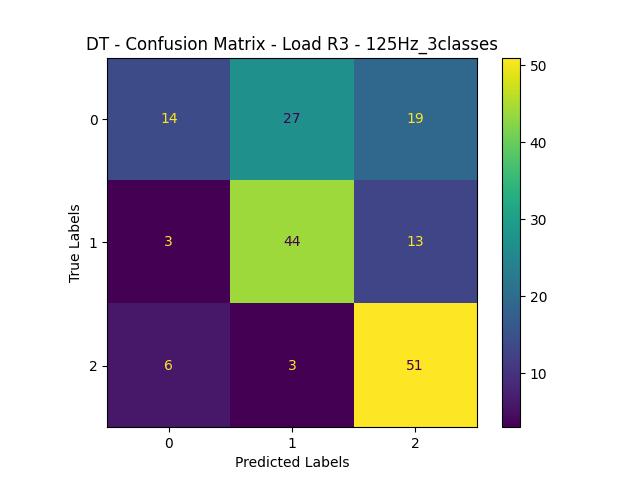 DT - Confusion Matrix - Load R3 - 125Hz_3classes
50
0 14 27 19
40
30
True Labels
1 3 44 13
20
2 6 3 51
10
0 1 2
Predicted Labels